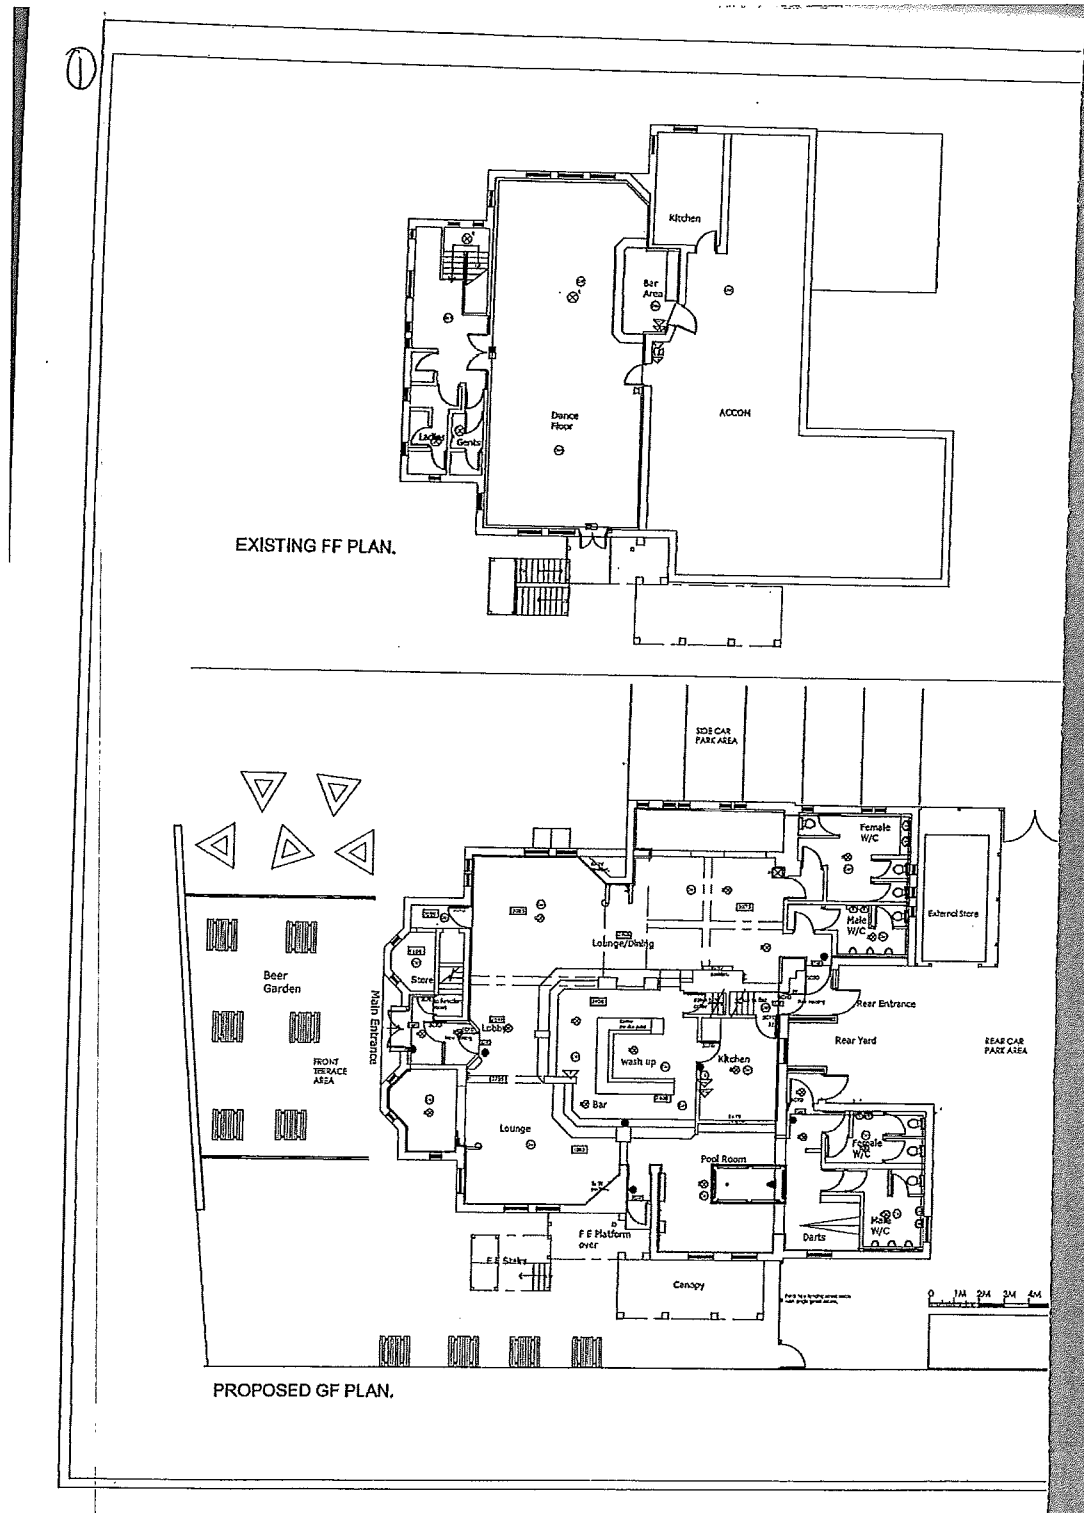 1
Kitchen
Bar
Area
ACCOM
Dance
Floor
Ladies
Gents
EXISTING FF PLAN.
SIDE CAR
PARK AREA
Female
W/C
Male
W/C
External Store
Lounge/Dining
Store
Beer
Garden
Main Entrance
Lobby
Rear Entrance
FRONT
TERRACE
AREA
wash up
Kitchen
Rear Yard
REAR CAR
PARK AREA
Bar
Lounge
Pool Room
Female
W/C
Male
W/C
Darts
F E Platform
over
F E Stairs
Canopy
0 1M 2M 3M 4M
PROPOSED GF PLAN.